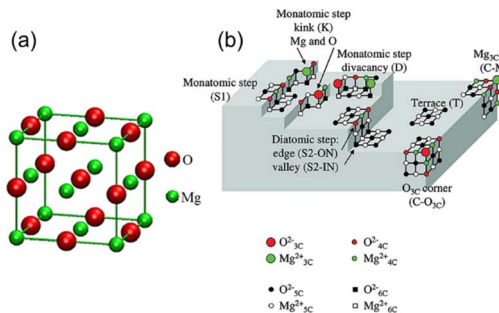 (a)
O
Mg
(b)
Monatomic step
kink (K)
Mg and O
Monatomic step
divacancy (D)
Monatomic step
(S1)
Mg3C
(C-M
Terrace (T)
Diatomic step:
edge (S2-ON)
valley (S2-IN)
O3C corner
(C-O3C)
O2-3C
Mg2+3C
O2-4C
Mg2+4C
O2-5C
Mg2+5C
O2-6C
Mg2+6C